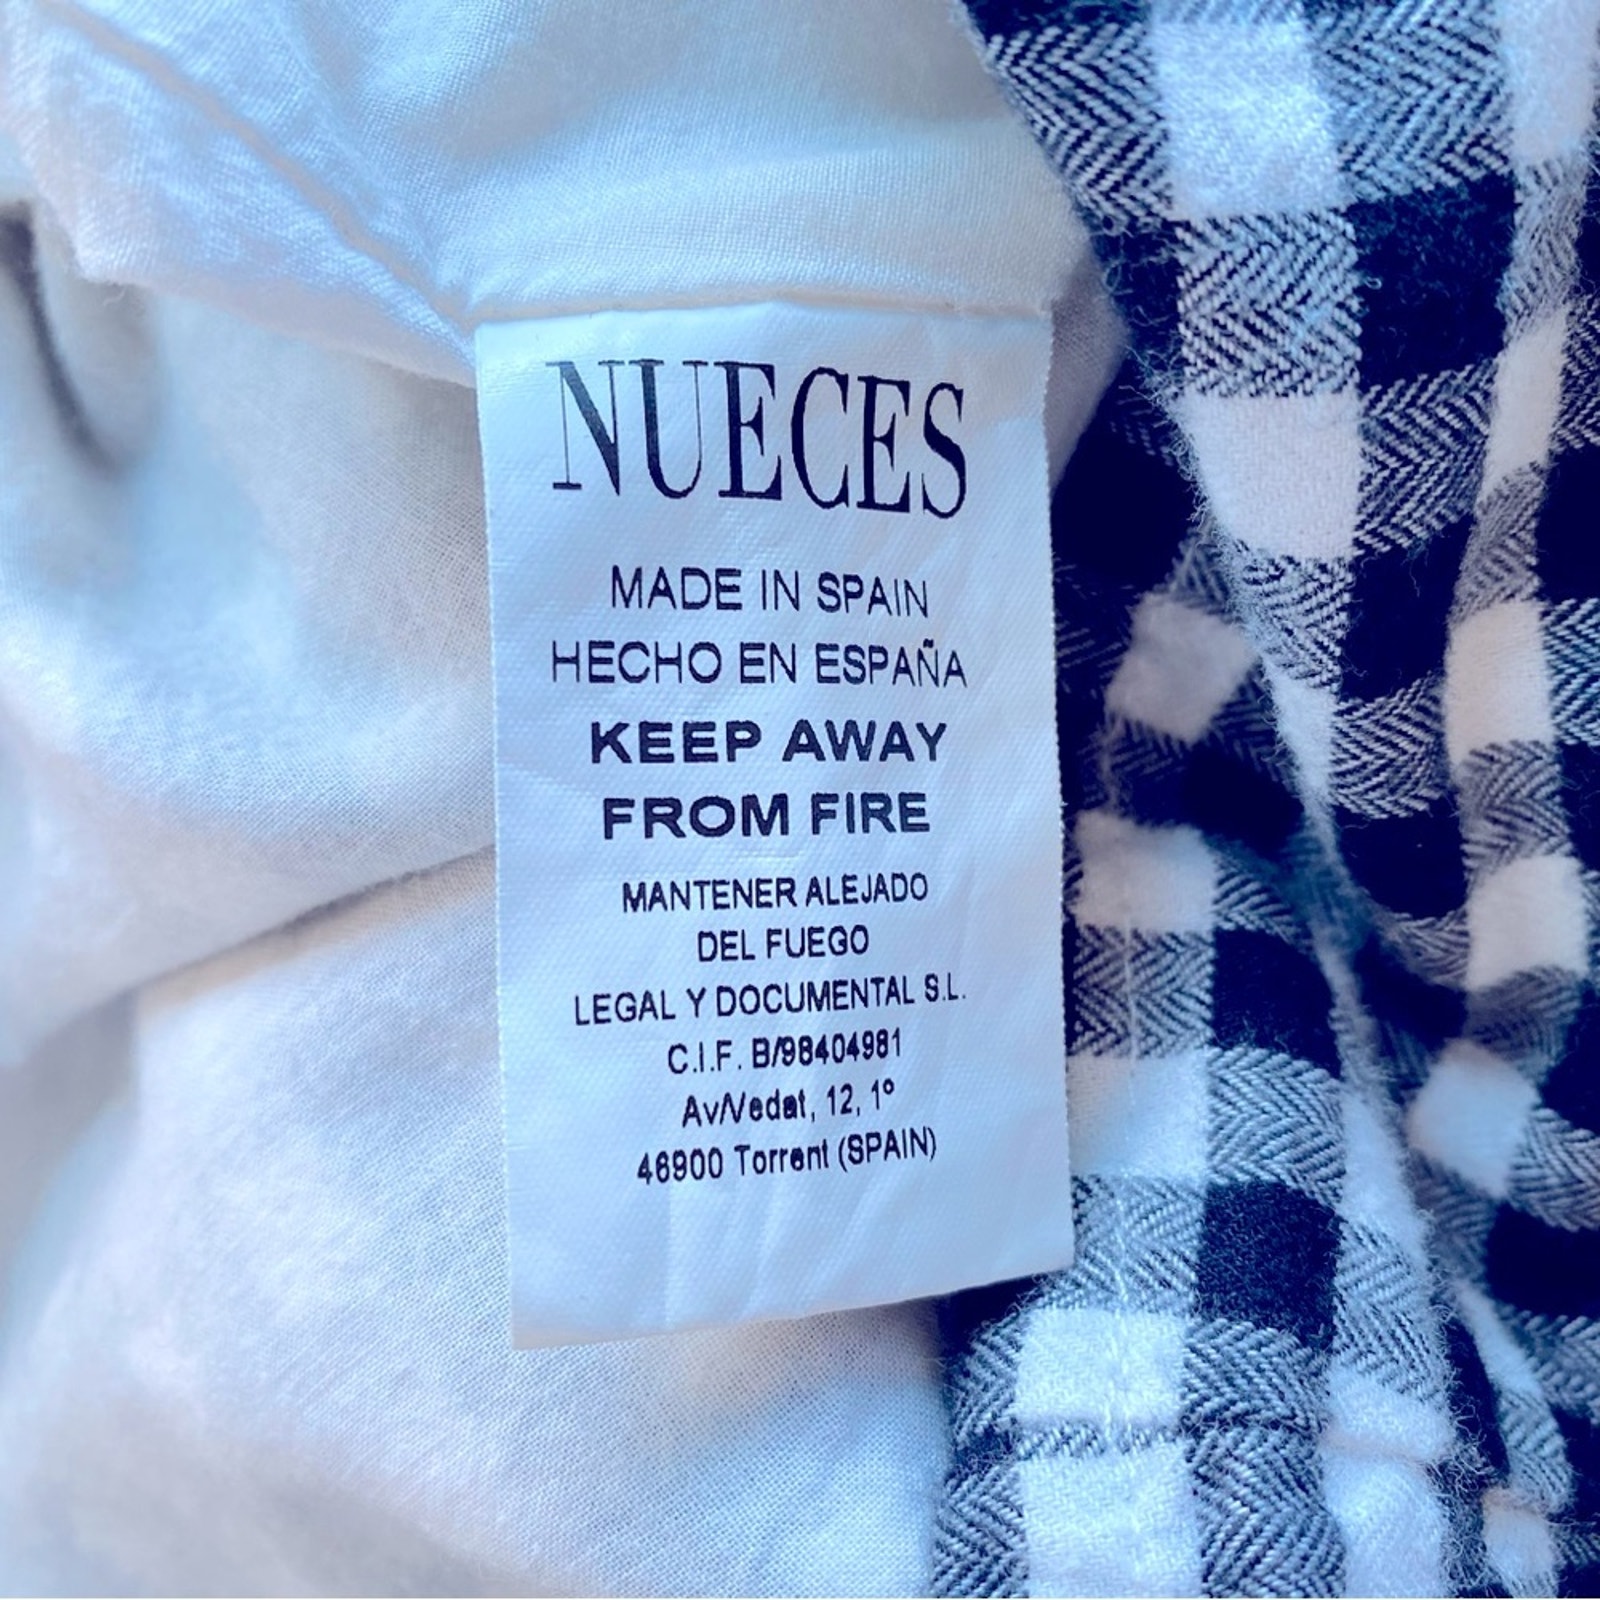 NUECES
MADE IN SPAIN
HECHO EN ESPAÑA
KEEP AWAY
FROM FIRE
MANTENER ALEJADO
DEL FUEGO
LEGAL Y DOCUMENTAL S.L.
C.I.F. B/98404981
Av/Vedat, 12, 1º
46900 Torrent (SPAIN)